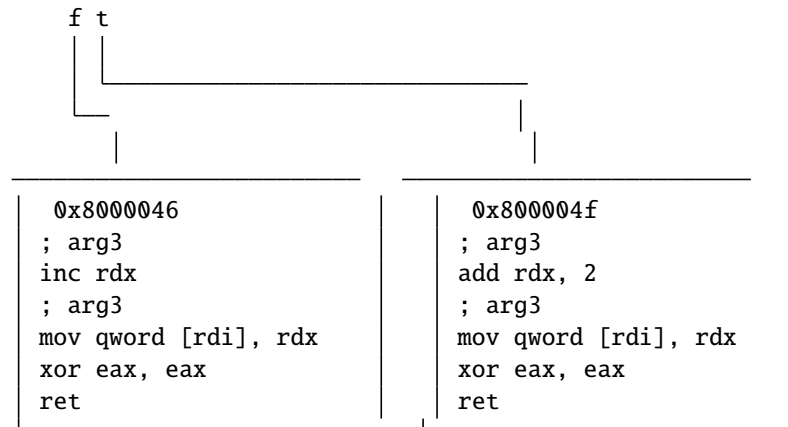 f t
0x8000046
; arg3
inc rdx
; arg3
mov qword [rdi], rdx
xor eax, eax
ret
0x800004f
; arg3
add rdx, 2
; arg3
mov qword [rdi], rdx
xor eax, eax
ret